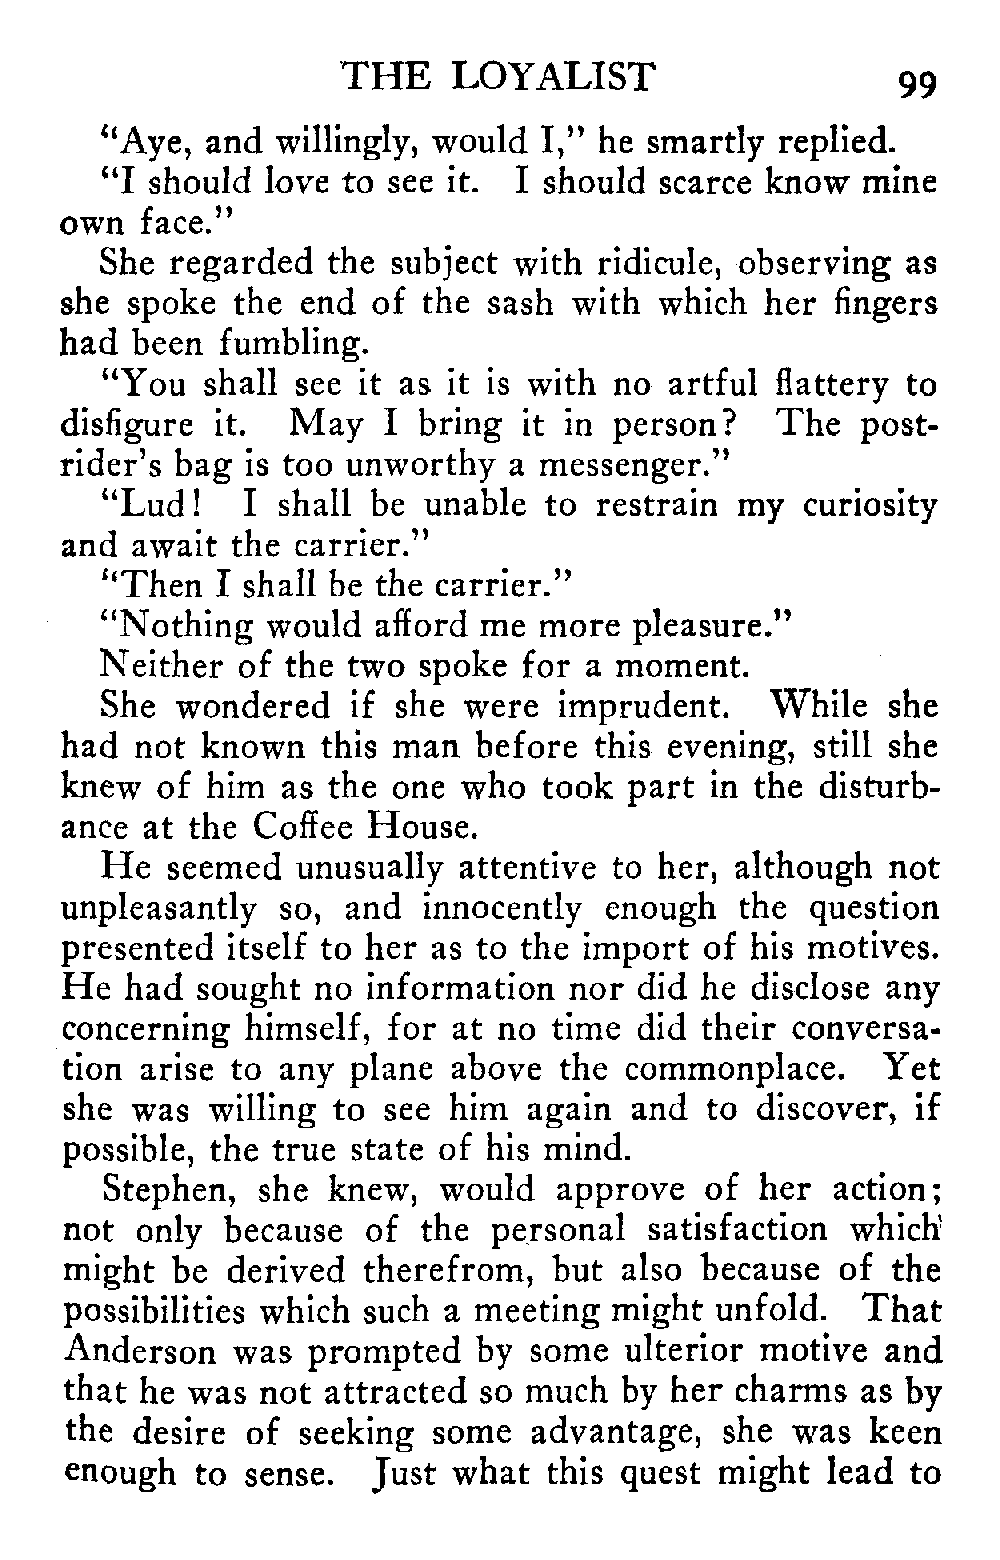 THE LOYALIST 99
"Aye, and willingly, would I," he smartly replied.
"I should love to see it. I should scarce know mine
own face."
She regarded the subject with ridicule, observing as
she spoke the end of the sash with which her fingers
had been fumbling.
"You shall see it as it is with no artful flattery to
disfigure it. May I bring it in person? The post-
rider's bag is too unworthy a messenger."
"Lud! I shall be unable to restrain my curiosity
and await the carrier."
"Then I shall be the carrier."
"Nothing would afford me more pleasure."
Neither of the two spoke for a moment.
She wondered if she were imprudent. While she
had not known this man before this evening, still she
knew of him as the one who took part in the disturb-
ance at the Coffee House.
He seemed unusually attentive to her, although not
unpleasantly so, and innocently enough the question
presented itself to her as to the import of his motives.
He had sought no information nor did he disclose any
concerning himself, for at no time did their conversa-
tion arise to any plane above the commonplace. Yet
she was willing to see him again and to discover, if
possible, the true state of his mind.
Stephen, she knew, would approve of her action;
not only because of the personal satisfaction which
might be derived therefrom, but also because of the
possibilities which such a meeting might unfold. That
Anderson was prompted by some ulterior motive and
that he was not attracted so much by her charms as by
the desire of seeking some advantage, she was keen
enough to sense. Just what this quest might lead to